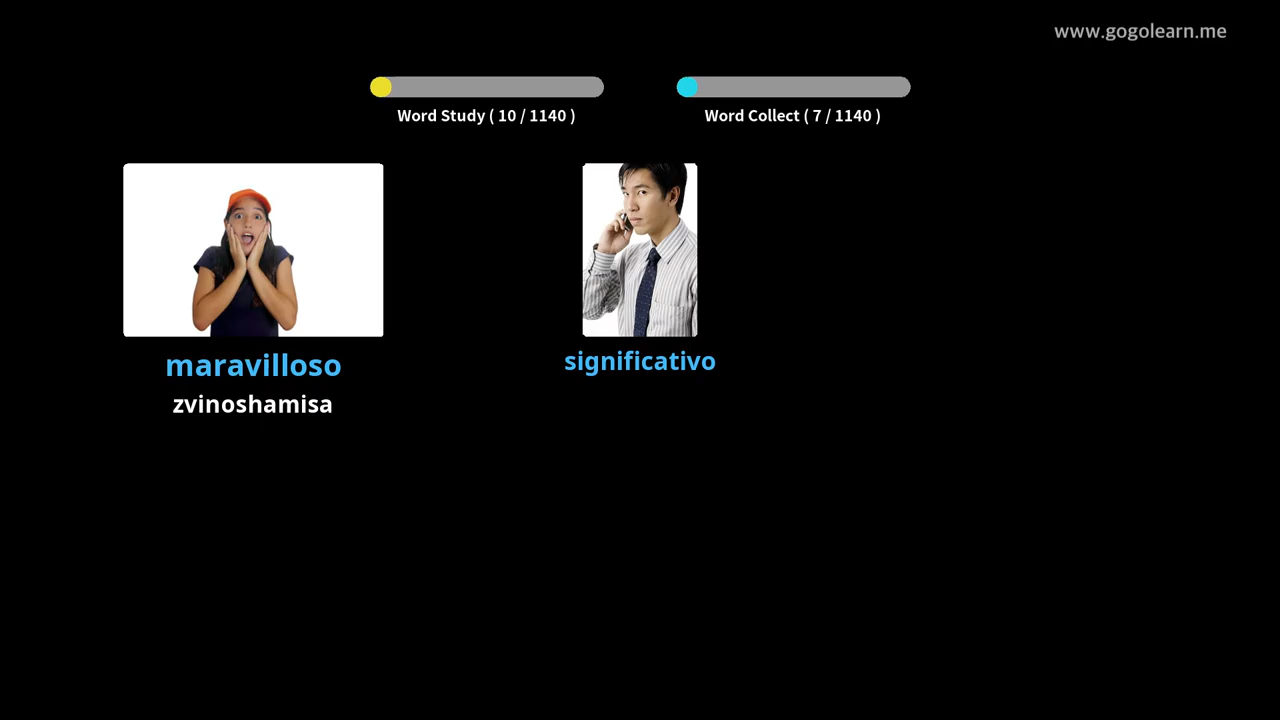 www.gogolearn.me
Word Study ( 10 / 1140 )
Word Collect ( 7 / 1140 )
maravilloso
zvinoshamisa
significativo